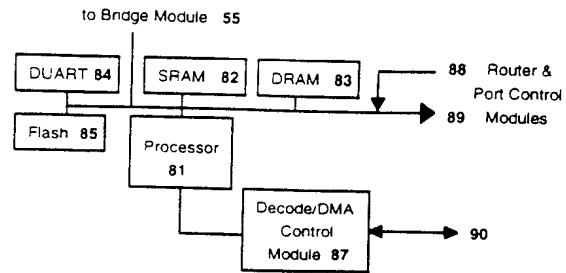 to Bridge Module 55
DUART 84
SRAM 82
DRAM 83
88 Router &
Port Control
89 Modules
Flash 85
Processor
81
Decode/DMA
Control
Module 87
90